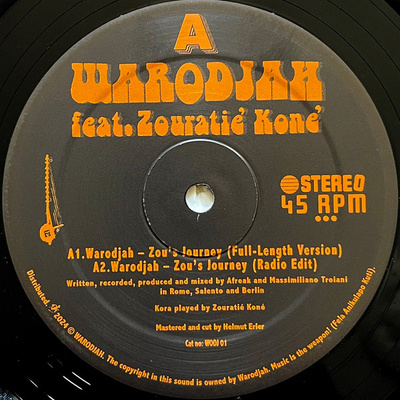 A
WARODJAH
feat. Zouratié Koné
STEREO
45 RPM
A1.Warodjah – Zou's Journey (Full-Length Version)
A2.Warodjah – Zou's Journey (Radio Edit)
Written, recorded, produced and mixed by Afreak and Massimiliano Troiani
in Rome, Salento and Berlin
Kora played by Zouratié Koné
Mastered and cut by Helmut Erler
Cat no: WODJ 01
Distributed. ℗ 2024 © WARODJAH. The copyright in this sound is owned by Warodjah. Music is the weapon! (Fela Anikulapo Kuti).